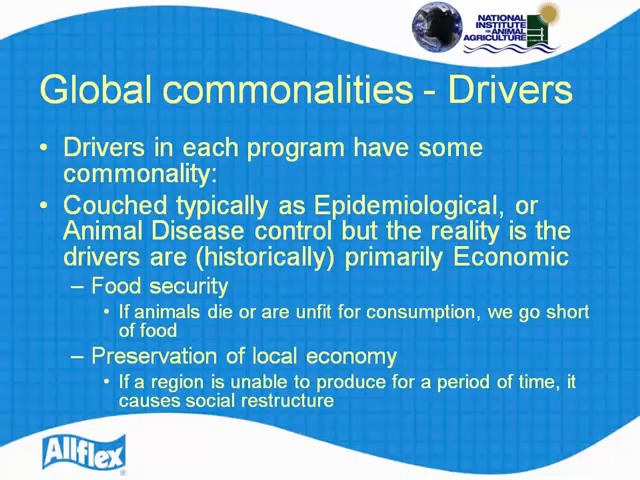 NATIONAL
INSTITUTE
FOR ANIMAL
AGRICULTURE
Global commonalities - Drivers
• Drivers in each program have some
commonality:
• Couched typically as Epidemiological, or
Animal Disease control but the reality is the
drivers are (historically) primarily Economic
– Food security
• If animals die or are unfit for consumption, we go short
of food
– Preservation of local economy
• If a region is unable to produce for a period of time, it
causes social restructure
Allflex